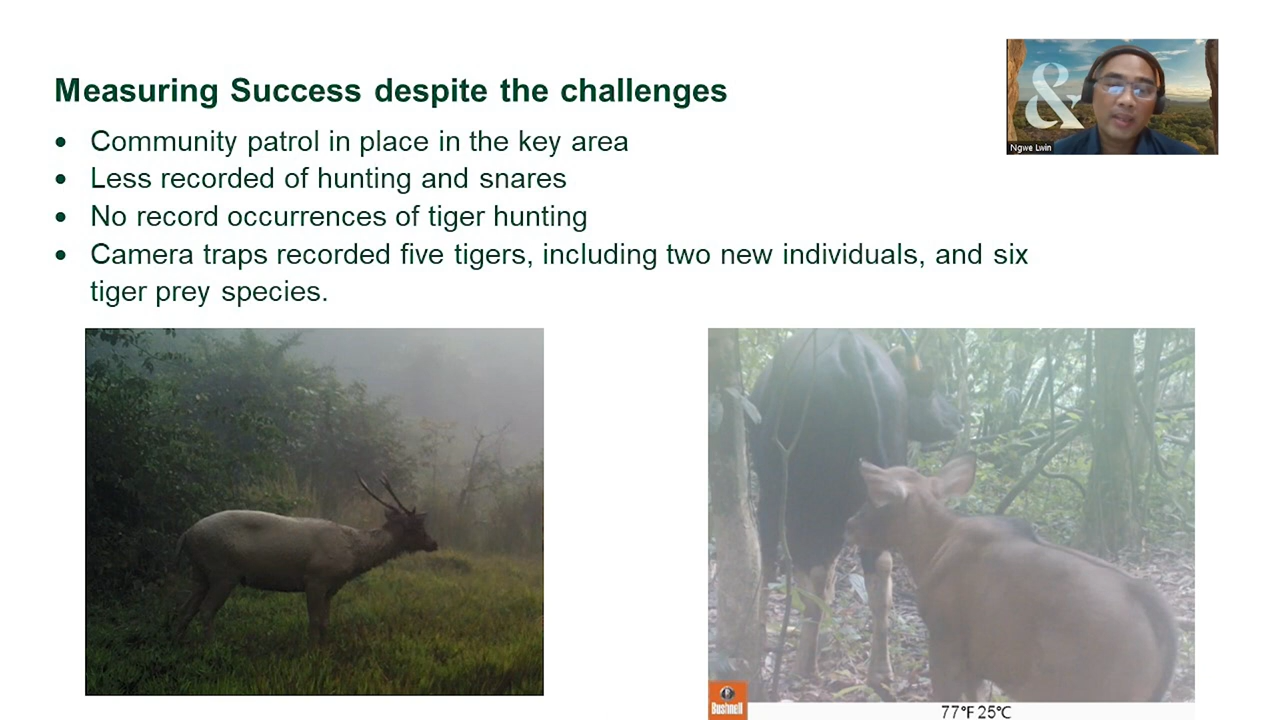 Measuring Success despite the challenges
&
Ngwe Lwin
• Community patrol in place in the key area
• Less recorded of hunting and snares
• No record occurrences of tiger hunting
• Camera traps recorded five tigers, including two new individuals, and six
tiger prey species.
Bushnell
77°F 25°C